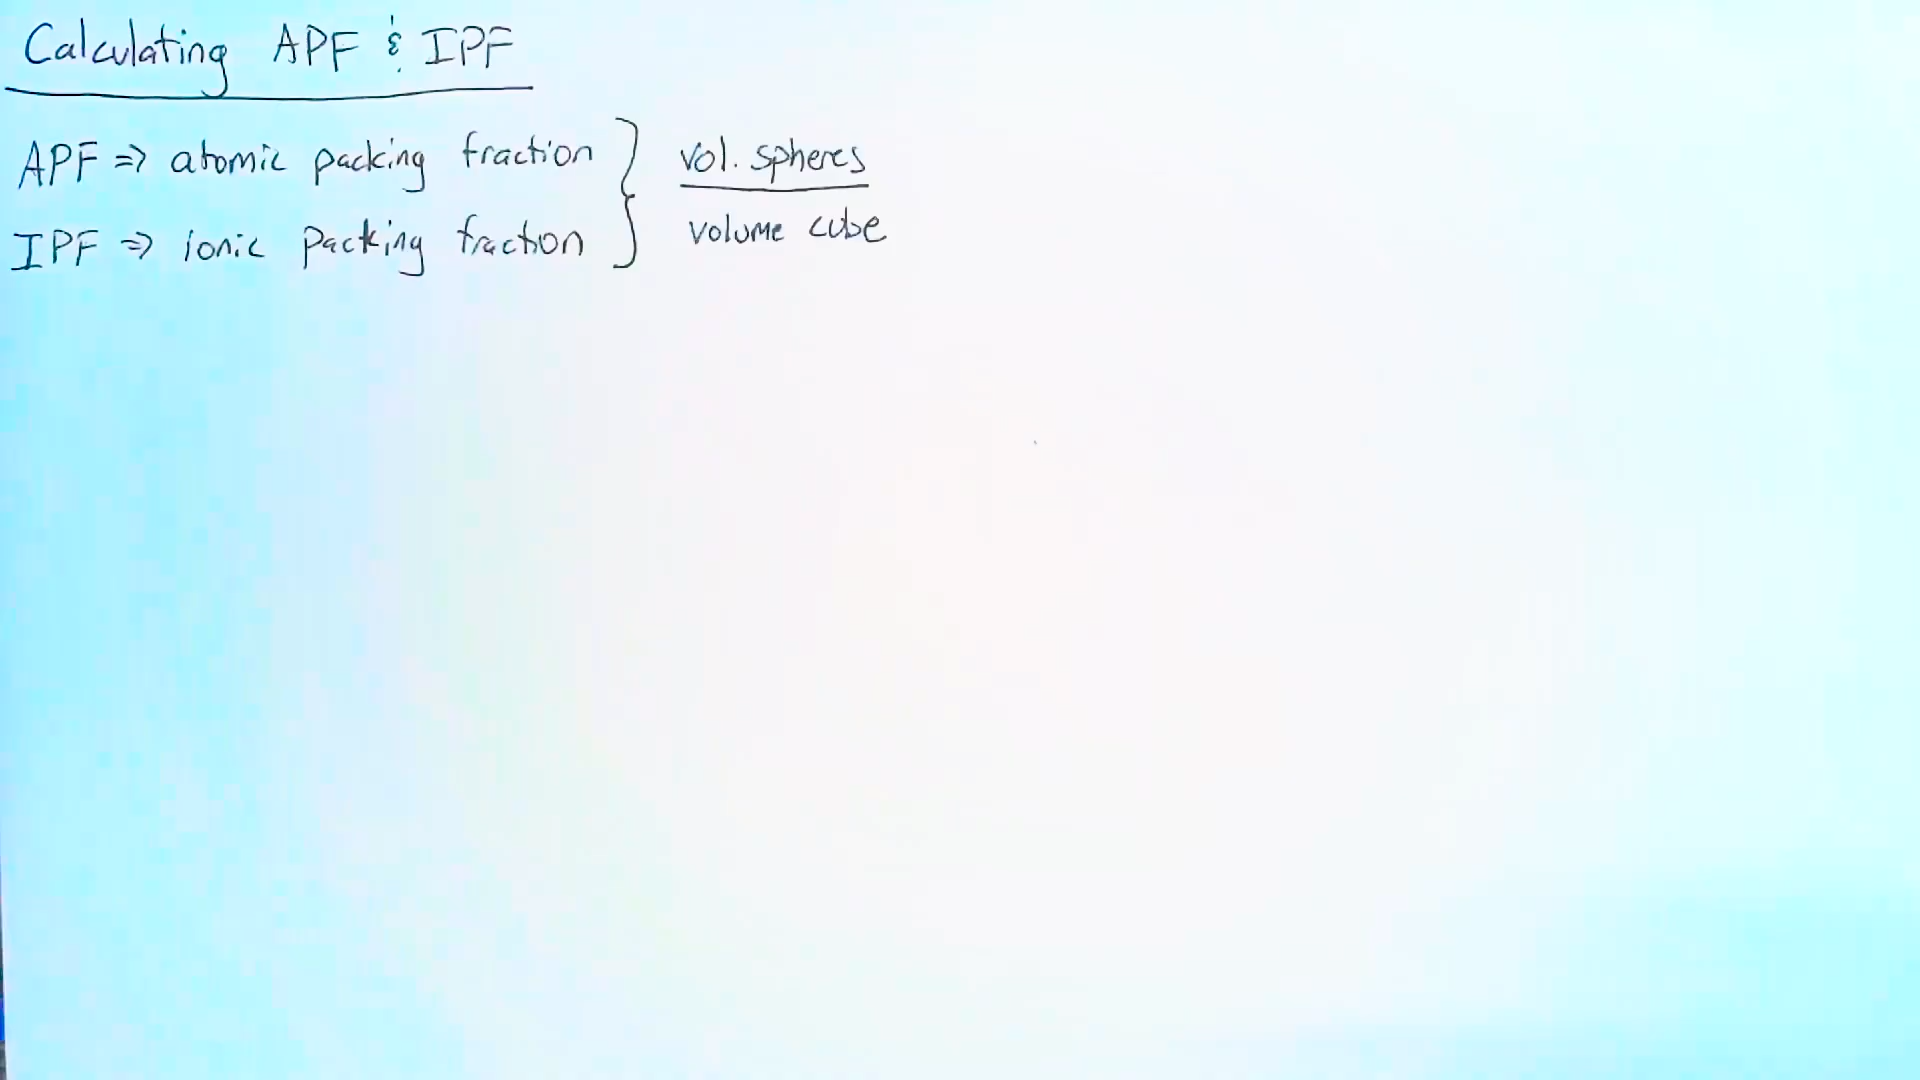 Calculating APF & IPF
APF => atomic packing fraction } vol. spheres
IPF => ionic packing fraction } volume cube